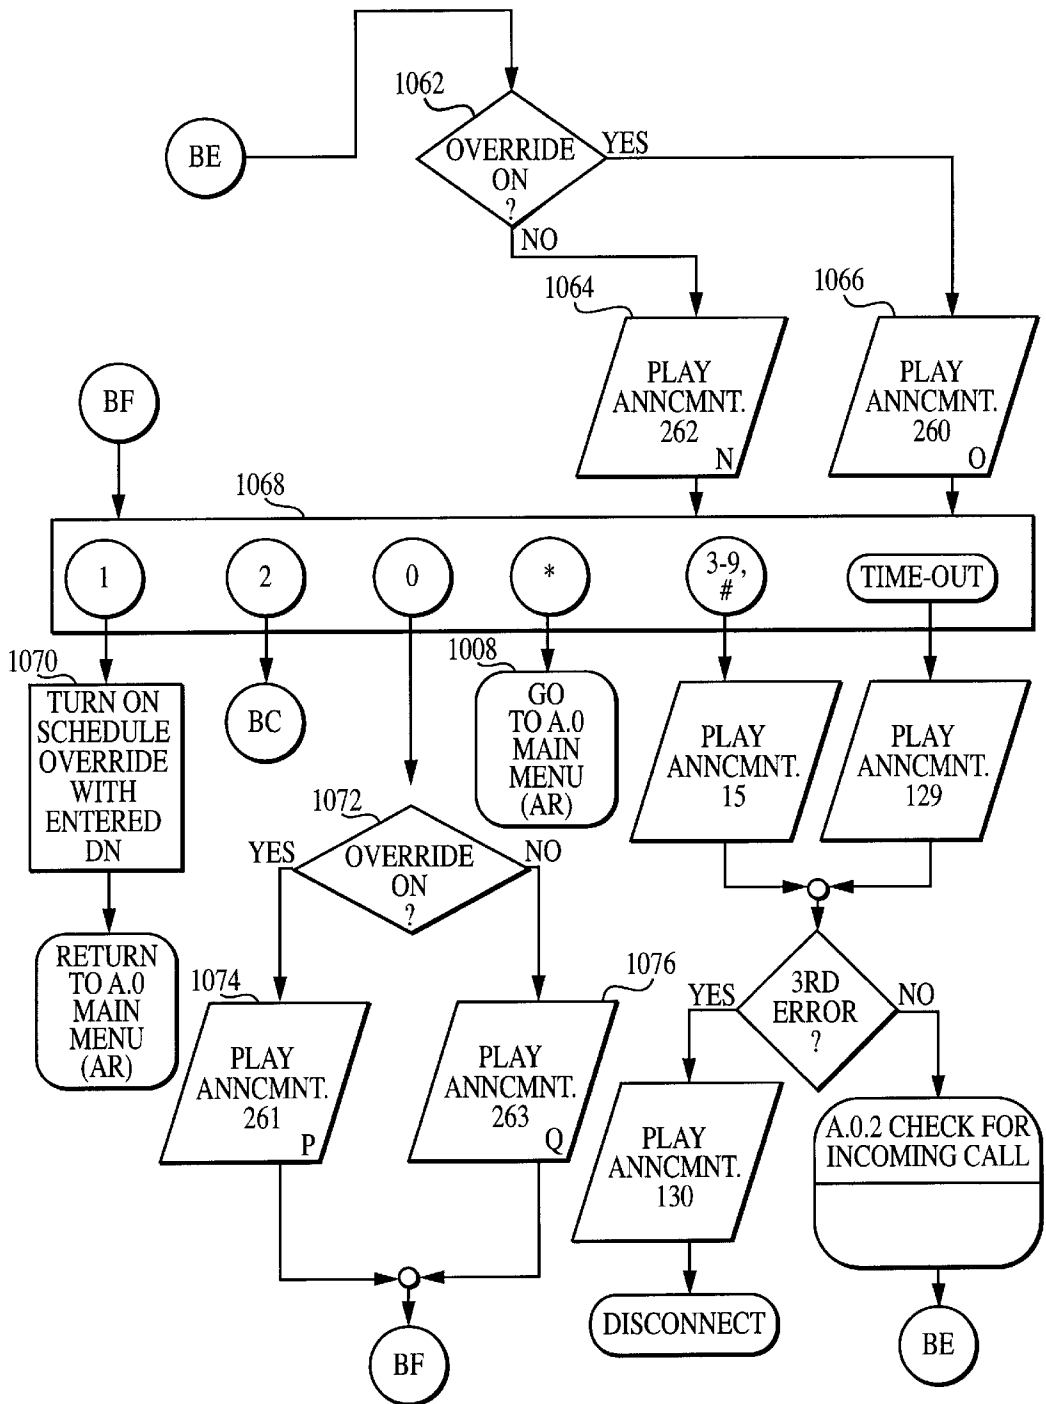 1062
BE
OVERRIDE
ON
?
YES
NO
1064
PLAY
ANNCMNT.
262
N
1066
PLAY
ANNCMNT.
260
O
BF
1068
1
2
0
*
3-9,
#
TIME-OUT
1070
TURN ON
SCHEDULE
OVERRIDE
WITH
ENTERED
DN
BC
1008
GO
TO A.0
MAIN
MENU
(AR)
PLAY
ANNCMNT.
15
PLAY
ANNCMNT.
129
1072
YES
OVERRIDE
ON
?
NO
RETURN
TO A.0
MAIN
MENU
(AR)
1074
PLAY
ANNCMNT.
261
P
1076
PLAY
ANNCMNT.
263
Q
YES
3RD
ERROR
?
NO
PLAY
ANNCMNT.
130
A.0.2 CHECK FOR
INCOMING CALL
DISCONNECT
BF
BE